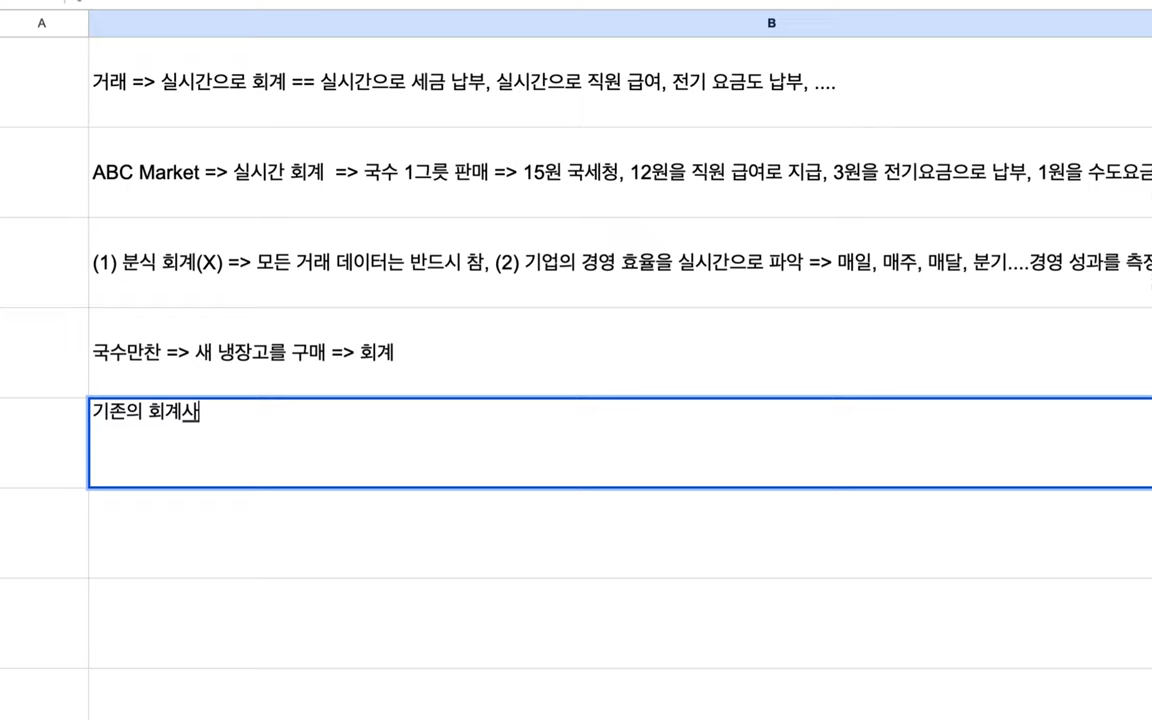 A
B
거래 => 실시간으로 회계 == 실시간으로 세금 납부, 실시간으로 직원 급여, 전기 요금도 납부, ....
ABC Market => 실시간 회계 => 국수 1그릇 판매 => 15원 국세청, 12원을 직원 급여로 지급, 3원을 전기요금으로 납부, 1원을 수도요금
(1) 분식 회계(X) => 모든 거래 데이터는 반드시 참, (2) 기업의 경영 효율을 실시간으로 파악 => 매일, 매주, 매달, 분기....경영 성과를 측정
국수만찬 => 새 냉장고를 구매 => 회계
기존의 회계사